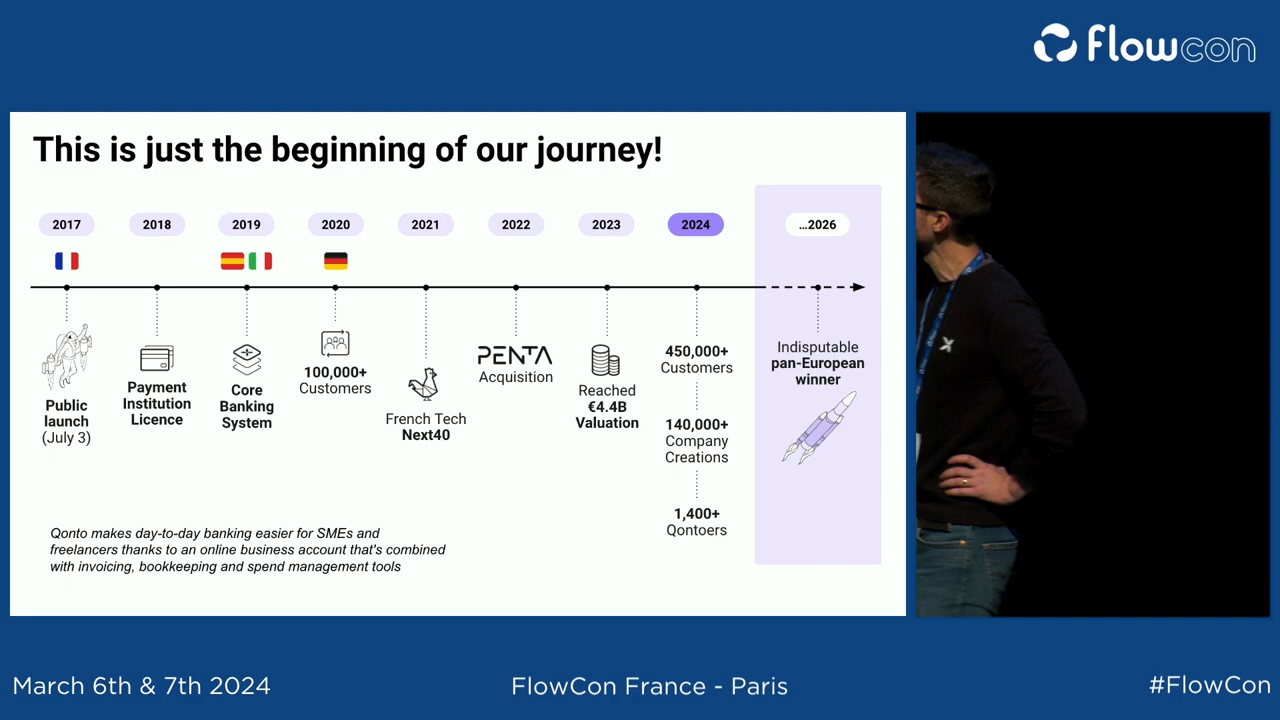 flowcon
This is just the beginning of our journey!
2017
2018
2019
2020
2021
2022
2023
2024
...2026
Public
launch
(July 3)
Payment
Institution
Licence
Core
Banking
System
100,000+
Customers
French Tech
Next40
PENTA
Acquisition
Reached
€4.4B
Valuation
450,000+
Customers
140,000+
Company
Creations
1,400+
Qontoers
Indisputable
pan-European
winner
Qonto makes day-to-day banking easier for SMEs and
freelancers thanks to an online business account that's combined
with invoicing, bookkeeping and spend management tools
March 6th & 7th 2024
FlowCon France - Paris
#FlowCon